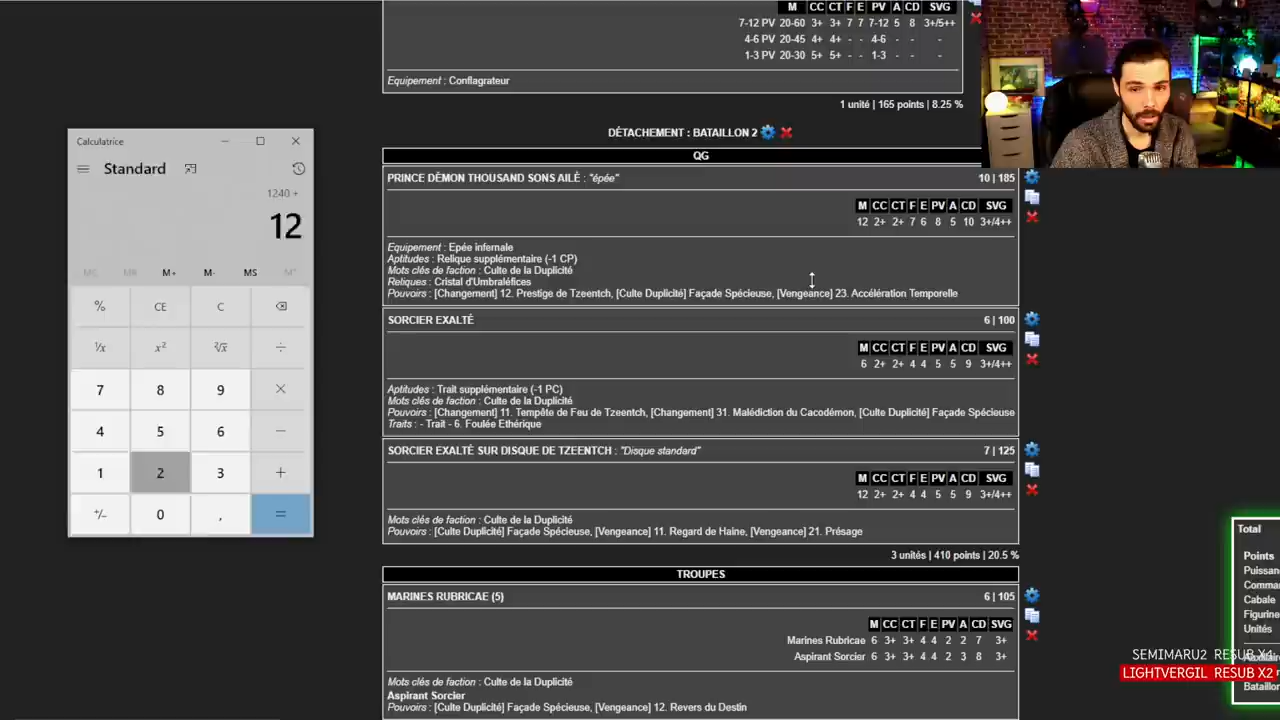 M CC CT F E PV A CD SVG
7-12 PV 20-60 3+ 3+ 7 7 7-12 5 8 3+/5++
4-6 PV 20-45 4+ 4+ - - 4-6 - - -
1-3 PV 20-30 5+ 5+ - - 1-3 - - -
Equipement : Conflagrateur
1 unité | 165 points | 8.25 %
DÉTACHEMENT : BATAILLON 2
QG
PRINCE DÉMON THOUSAND SONS AILÉ : "épée" 10 | 185
M CC CT F E PV A CD SVG
12 2+ 2+ 7 6 8 5 10 3+/4++
Equipement : Epée infernale
Aptitudes : Relique supplémentaire (-1 CP)
Mots clés de faction : Culte de la Duplicité
Reliques : Cristal d'Umbraléfices
Pouvoirs : [Changement] 12. Prestige de Tzeentch, [Culte Duplicité] Façade Spécieuse, [Vengeance] 23. Accélération Temporelle
SORCIER EXALTÉ 6 | 100
M CC CT F E PV A CD SVG
6 2+ 2+ 4 4 5 5 9 3+/4++
Aptitudes : Trait supplémentaire (-1 PC)
Mots clés de faction : Culte de la Duplicité
Pouvoirs : [Changement] 11. Tempête de Feu de Tzeentch, [Changement] 31. Malédiction du Cacodémon, [Culte Duplicité] Façade Spécieuse
Traits : - Trait - 6. Foulée Ethérique
SORCIER EXALTÉ SUR DISQUE DE TZEENTCH : "Disque standard" 7 | 125
M CC CT F E PV A CD SVG
12 2+ 2+ 4 4 5 5 9 3+/4++
Mots clés de faction : Culte de la Duplicité
Pouvoirs : [Culte Duplicité] Façade Spécieuse, [Vengeance] 11. Regard de Haine, [Vengeance] 21. Présage
3 unités | 410 points | 20.5 %
TROUPES
MARINES RUBRICAE (5) 6 | 105
M CC CT F E PV A CD SVG
Marines Rubricae 6 3+ 3+ 4 4 2 2 7 3+
Aspirant Sorcier 6 3+ 3+ 4 4 2 3 8 3+
Mots clés de faction : Culte de la Duplicité
Aspirant Sorcier
Pouvoirs : [Culte Duplicité] Façade Spécieuse, 12. Revers du Destin
Calculatrice
Standard
1240 +
12
MC MR M+ M- MS
% CE C
¹/x x² ²√x ÷
7 8 9 ×
4 5 6 −
1 2 3 +
+/- 0 , =
Total
Points
Puissan
Comma
Cabale
Figurine
Unités
SEMIMARU2 RESUB X4
LIGHTVERGIL RESUB X2
Bataillon